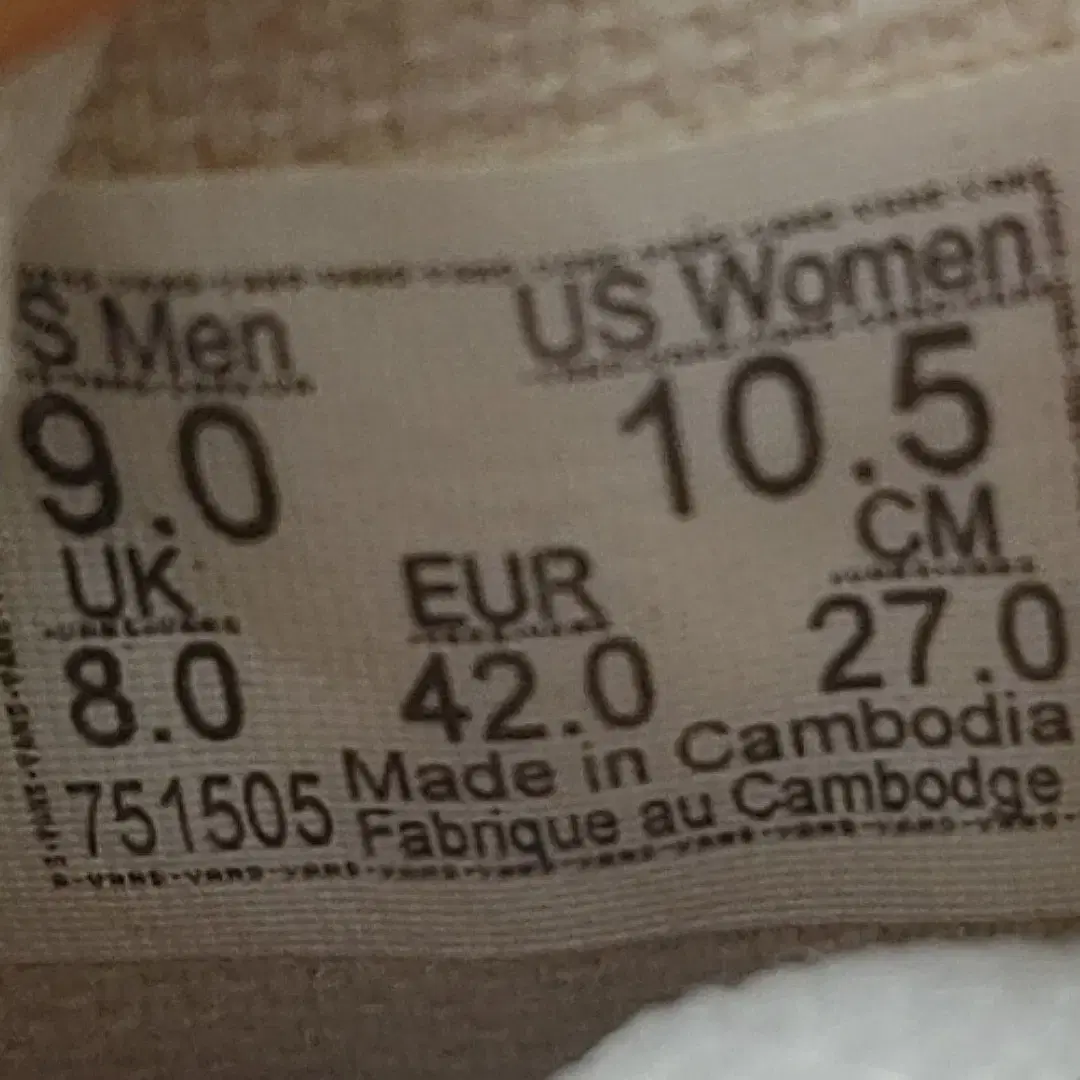 S Men US Women
9.0 10.5
UK EUR CM
8.0 42.0 27.0
751505 Made in Cambodia
Fabrique au Cambodge